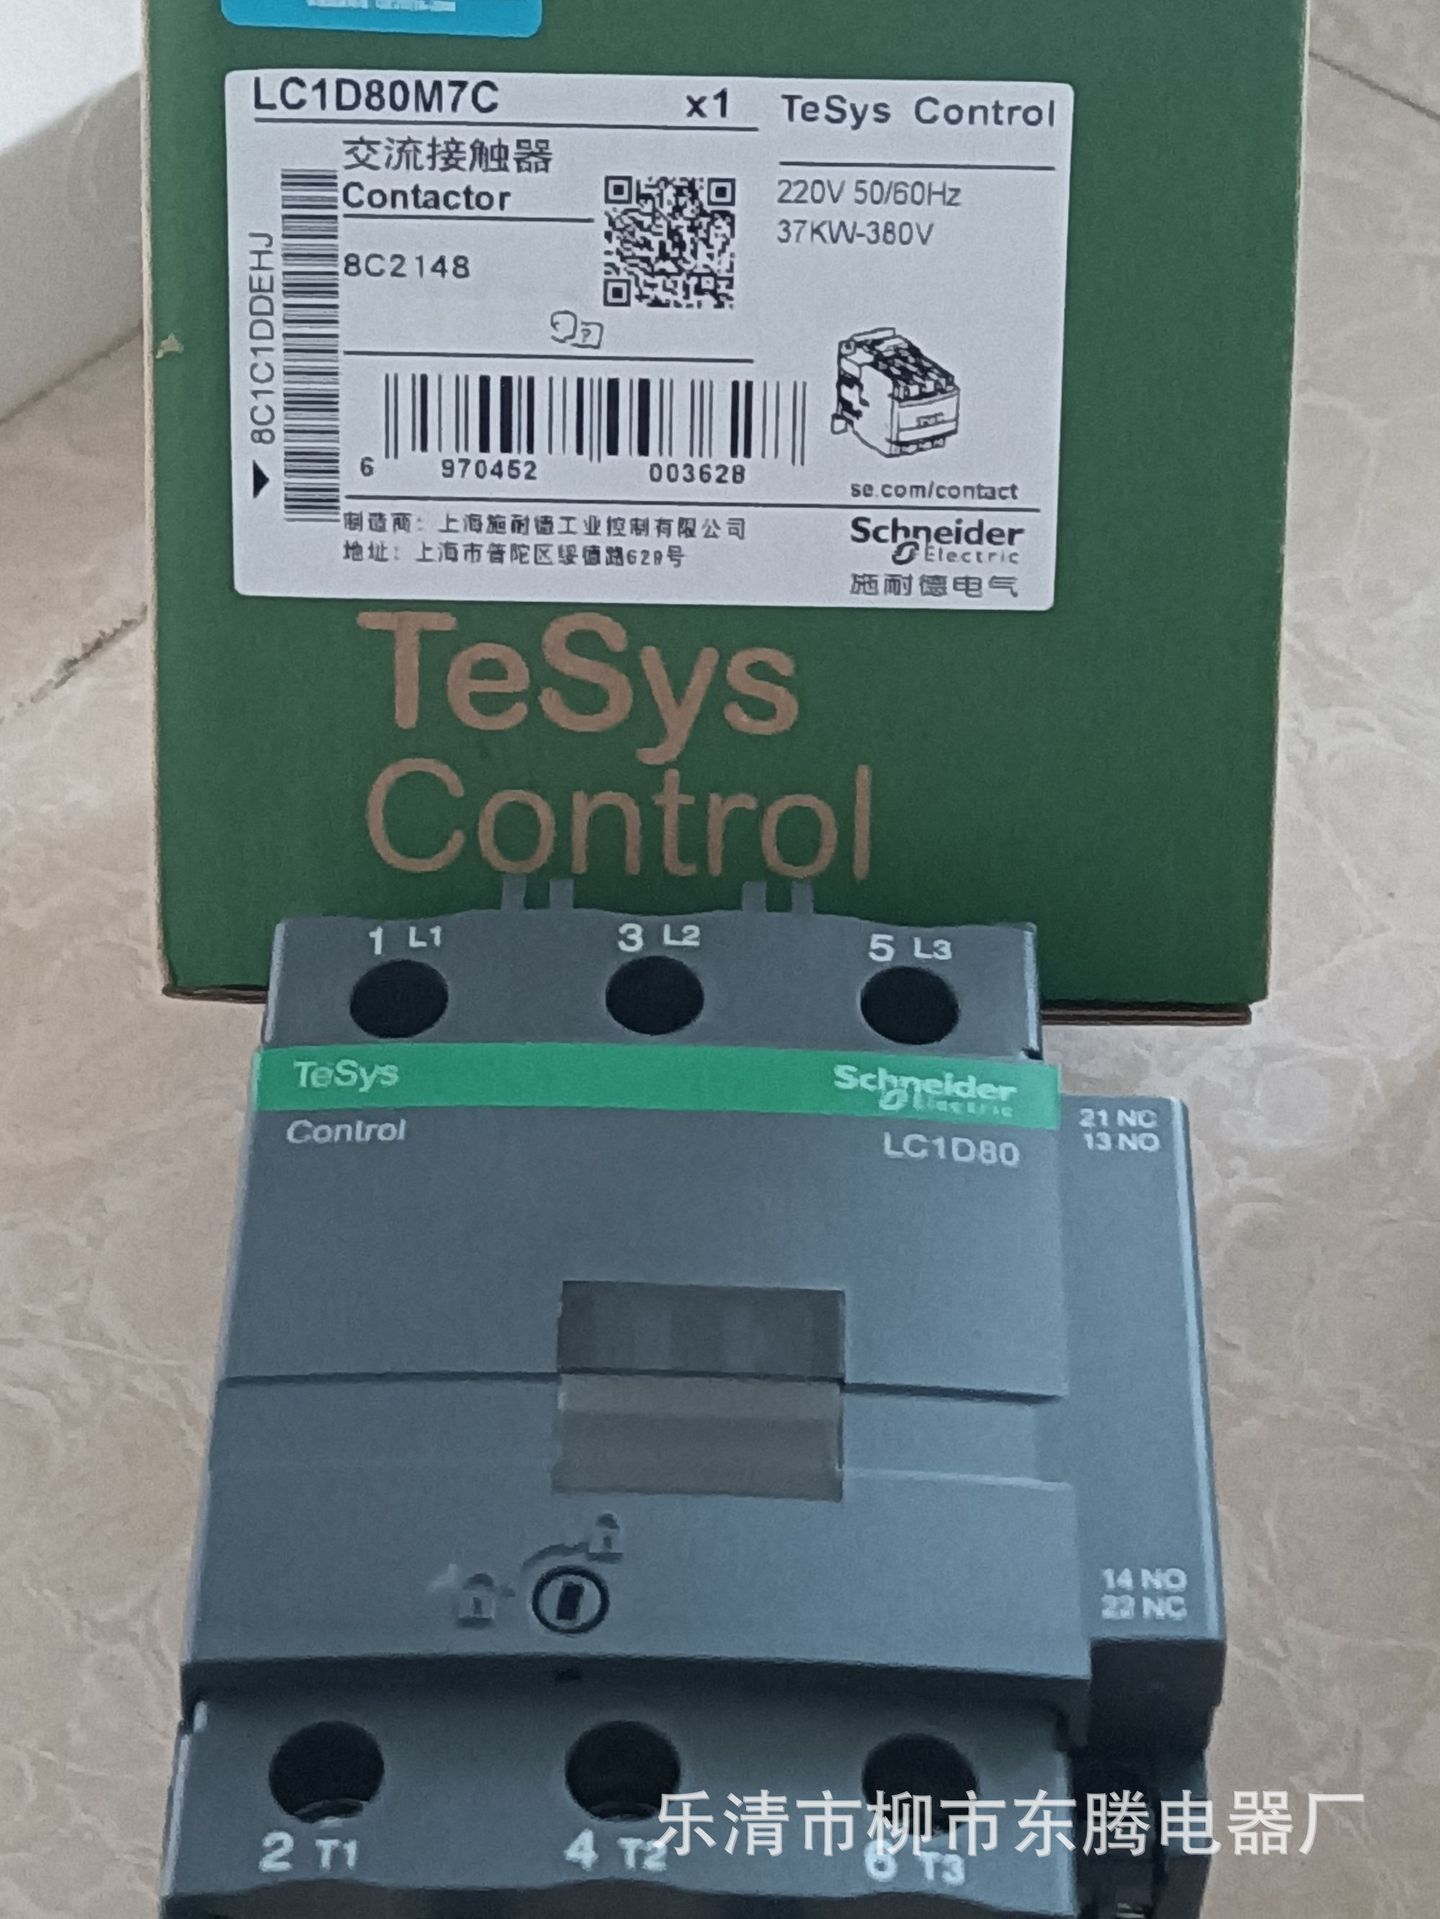 LC1D80M7C x1
TeSys Control
交流接触器
Contactor
8C2148
220V 50/60Hz
37KW-380V
8C1C1DDEHJ
6 970452 003628
se.com/contact
制造商：上海施耐德工业控制有限公司
地址：上海市普陀区绥德路628号
Schneider
Electric
施耐德电气
TeSys
Control
1 L1 3 L2 5 L3
TeSys
Schneider
Electric
Control
LC1D80
21 NC
13 NO
14 NO
22 NC
2 T1 4 T2 6 T3
乐清市柳市东腾电器厂